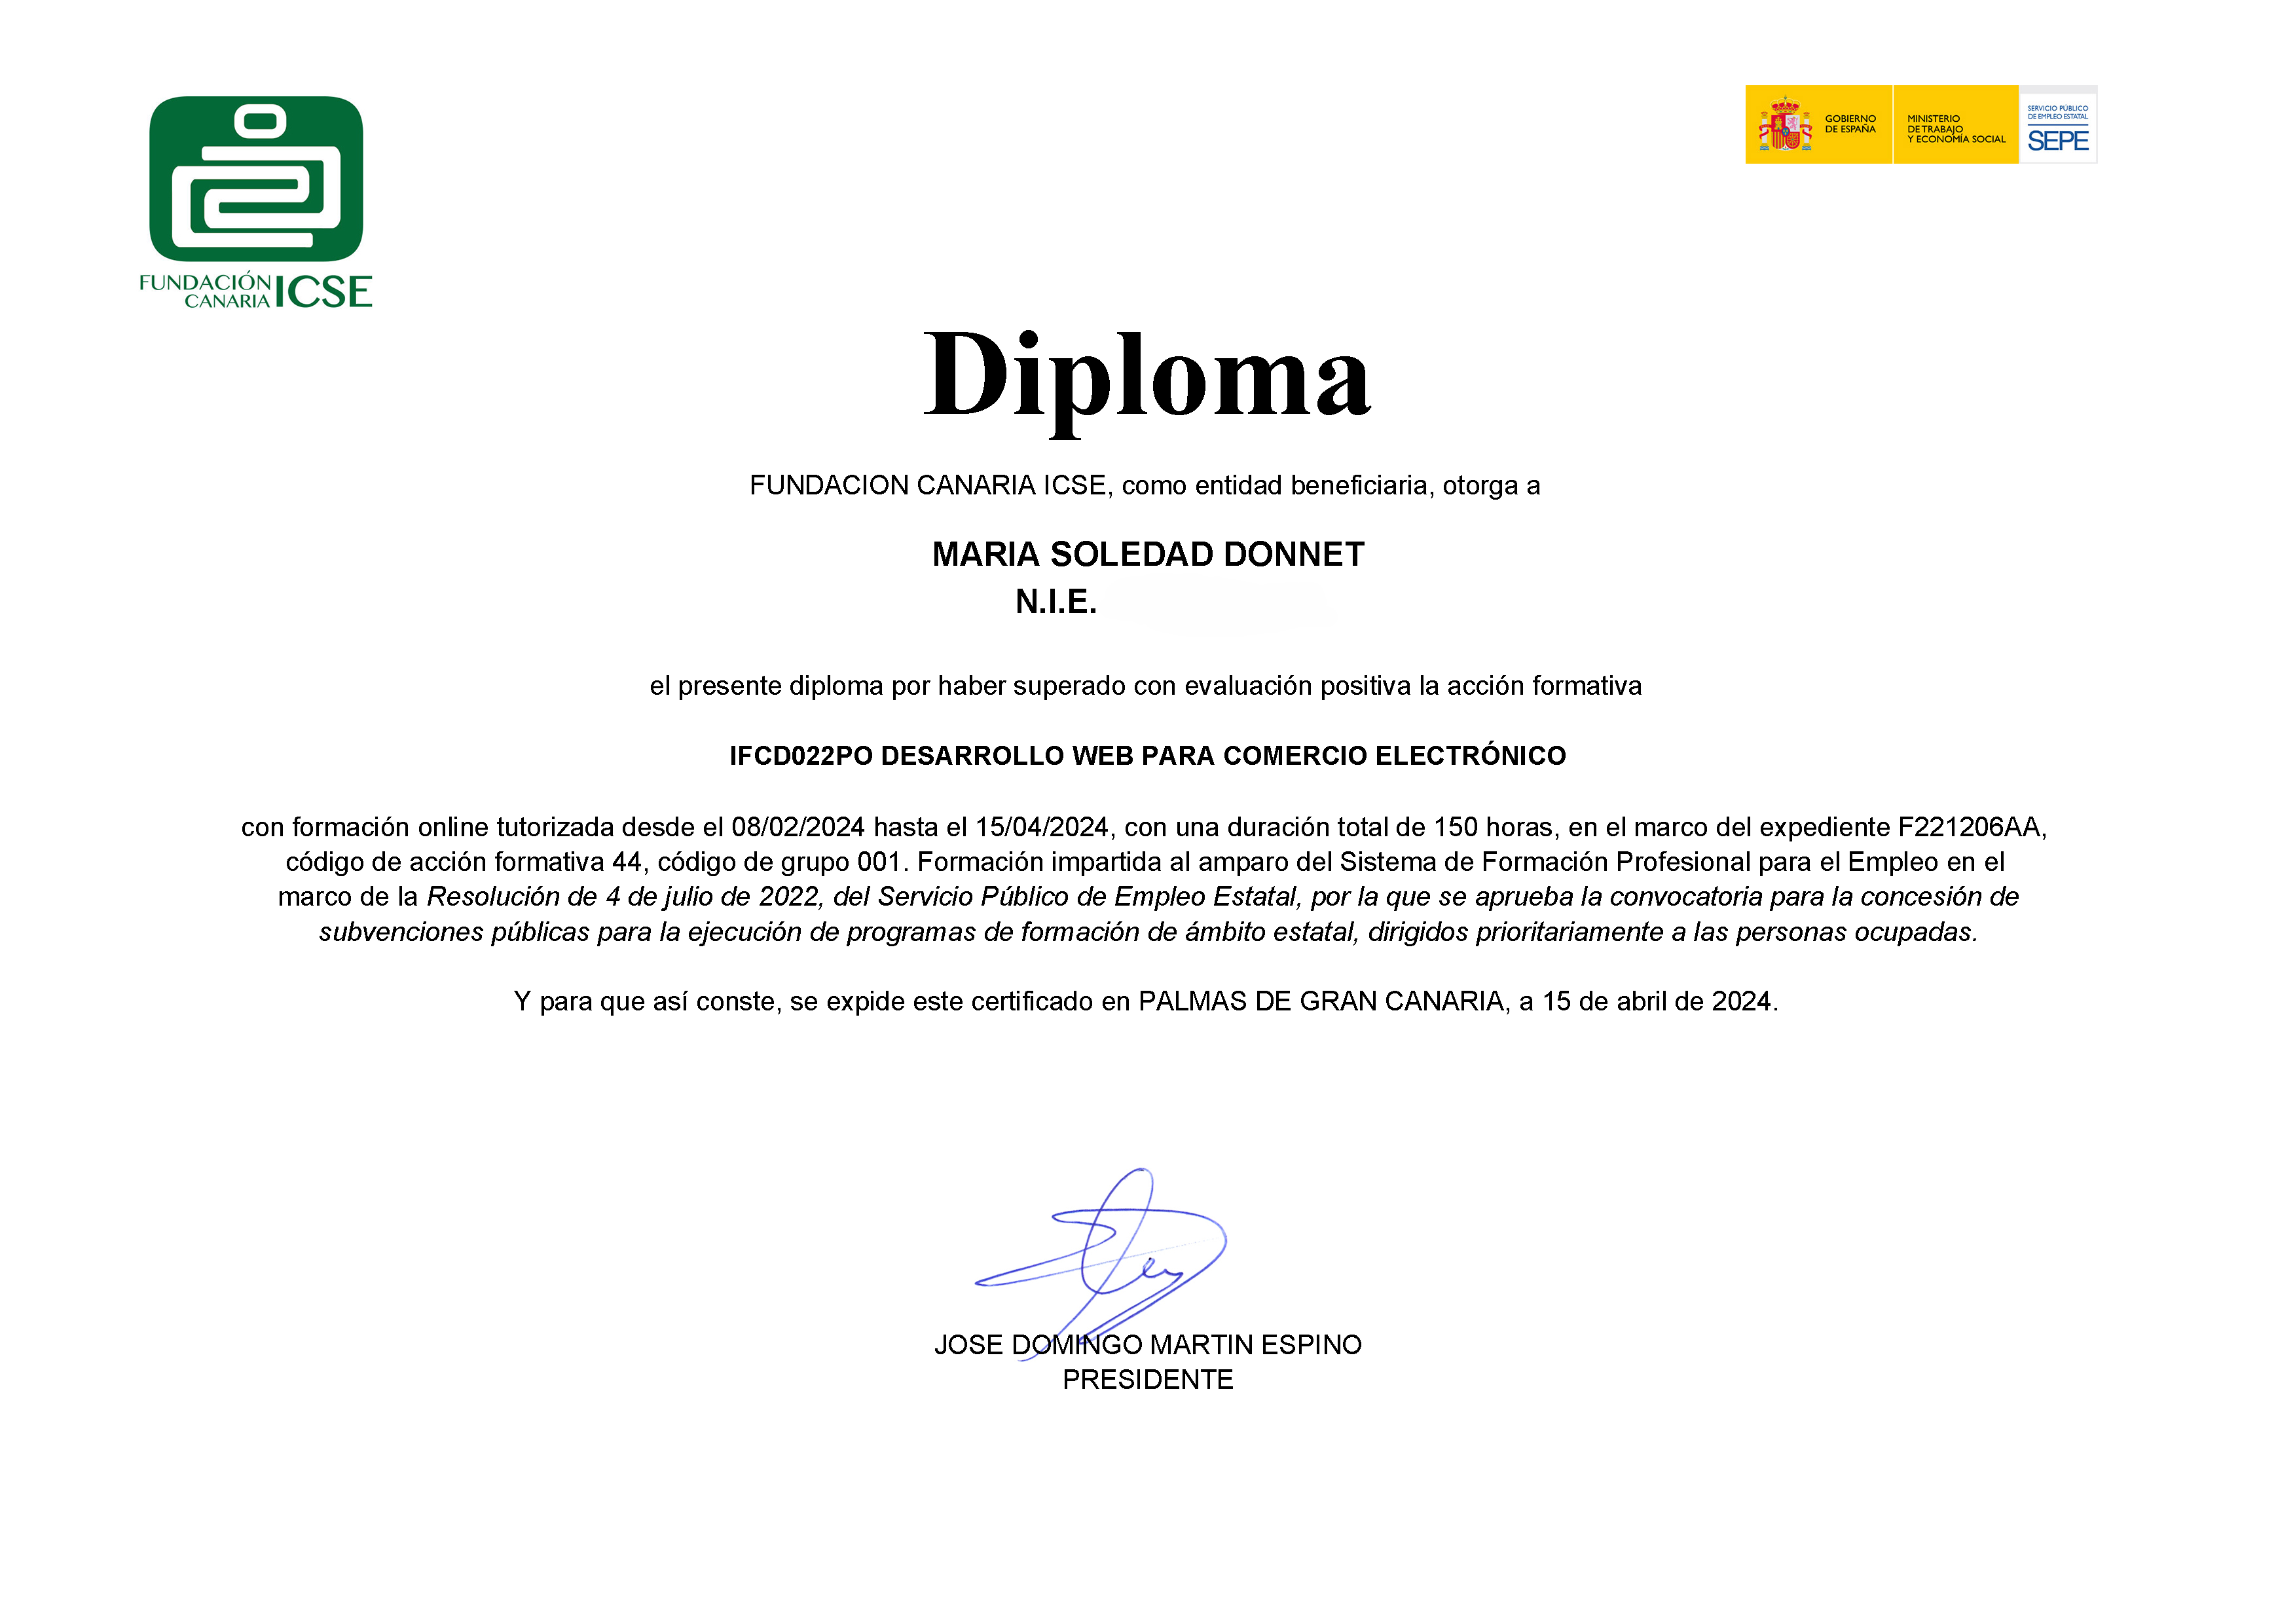 FUNDACIÓN
CANARIA ICSE
GOBIERNO
DE ESPAÑA
MINISTERIO
DE TRABAJO
Y ECONOMÍA SOCIAL
SERVICIO PÚBLICO
DE EMPLEO ESTATAL
SEPE
Diploma
FUNDACION CANARIA ICSE, como entidad beneficiaria, otorga a
MARIA SOLEDAD DONNET
N.I.E.
el presente diploma por haber superado con evaluación positiva la acción formativa
IFCD022PO DESARROLLO WEB PARA COMERCIO ELECTRÓNICO
con formación online tutorizada desde el 08/02/2024 hasta el 15/04/2024, con una duración total de 150 horas, en el marco del expediente F221206AA,
código de acción formativa 44, código de grupo 001. Formación impartida al amparo del Sistema de Formación Profesional para el Empleo en el
marco de la Resolución de 4 de julio de 2022, del Servicio Público de Empleo Estatal, por la que se aprueba la convocatoria para la concesión de
subvenciones públicas para la ejecución de programas de formación de ámbito estatal, dirigidos prioritariamente a las personas ocupadas.
Y para que así conste, se expide este certificado en PALMAS DE GRAN CANARIA, a 15 de abril de 2024.
JOSE DOMINGO MARTIN ESPINO
PRESIDENTE